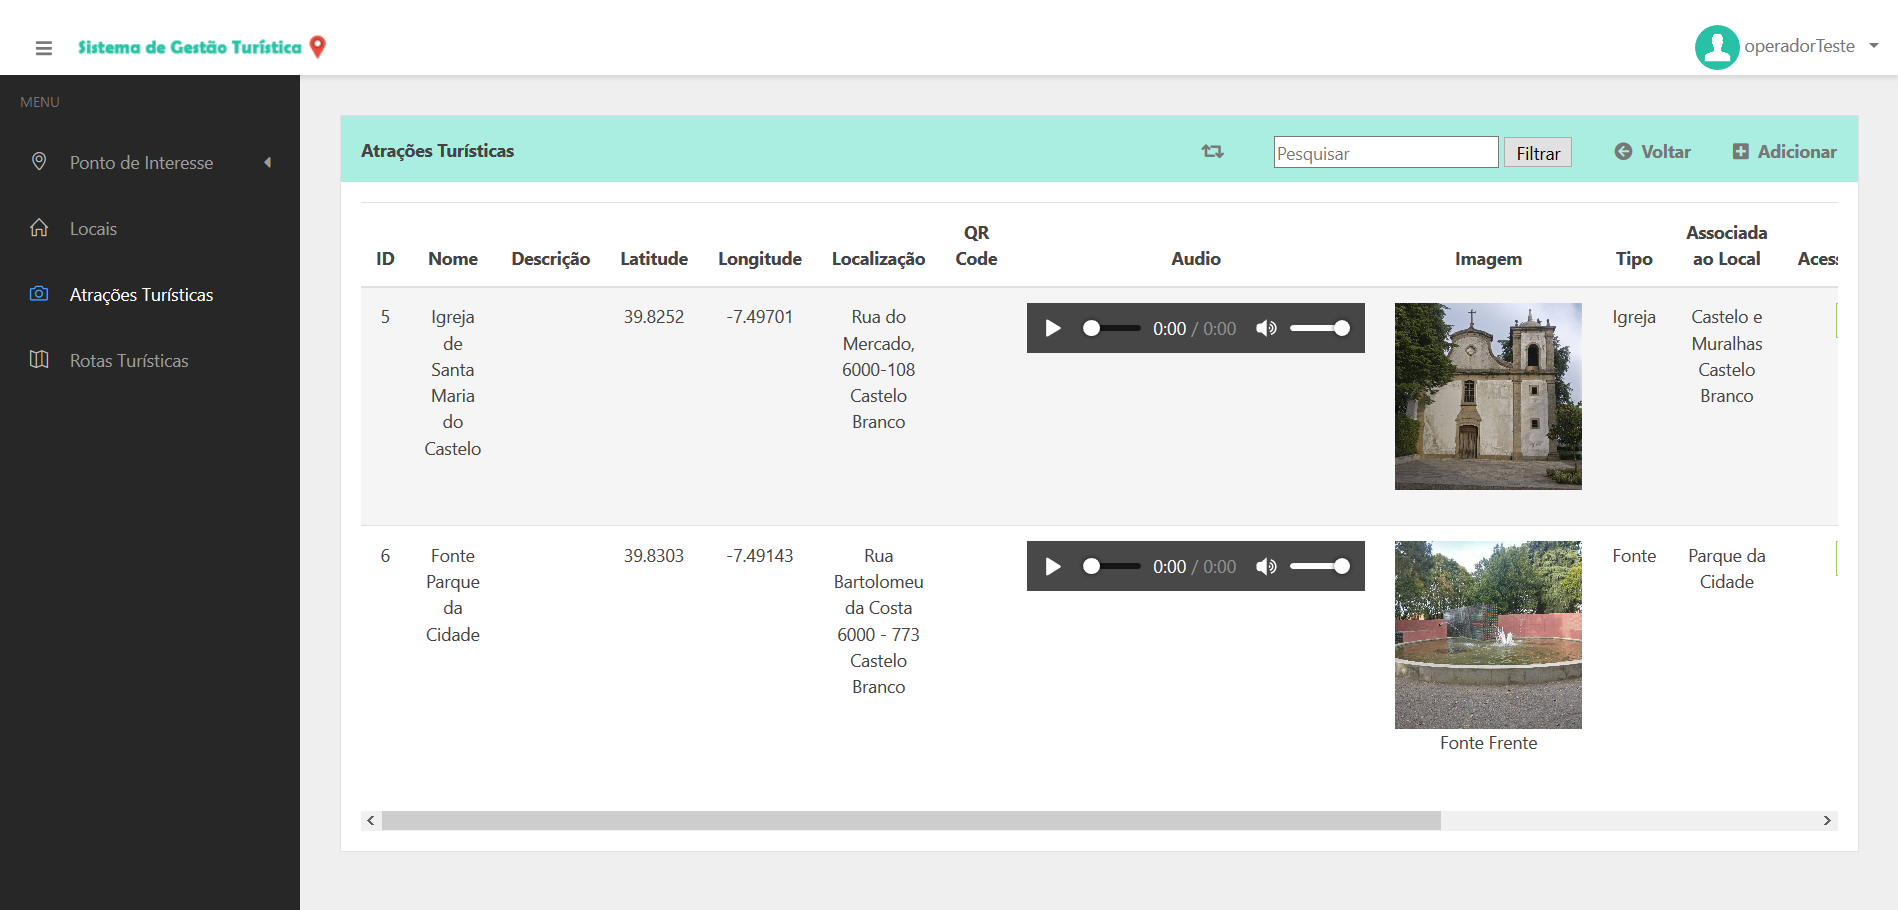 Sistema de Gestão Turística
operadorTeste
MENU
Ponto de Interesse
Locais
Atrações Turísticas
Rotas Turísticas
Atrações Turísticas
Pesquisar
Filtrar
Voltar
Adicionar
ID
Nome
Descrição
Latitude
Longitude
Localização
QR
Code
Audio
Imagem
Tipo
Associada
ao Local
Aces
5
Igreja
de
Santa
Maria
do
Castelo
39.8252
-7.49701
Rua do
Mercado,
6000-108
Castelo
Branco
0:00 / 0:00
Igreja
Castelo e
Muralhas
Castelo
Branco
6
Fonte
Parque
da
Cidade
39.8303
-7.49143
Rua
Bartolomeu
da Costa
6000 - 773
Castelo
Branco
0:00 / 0:00
Fonte Frente
Fonte
Parque da
Cidade